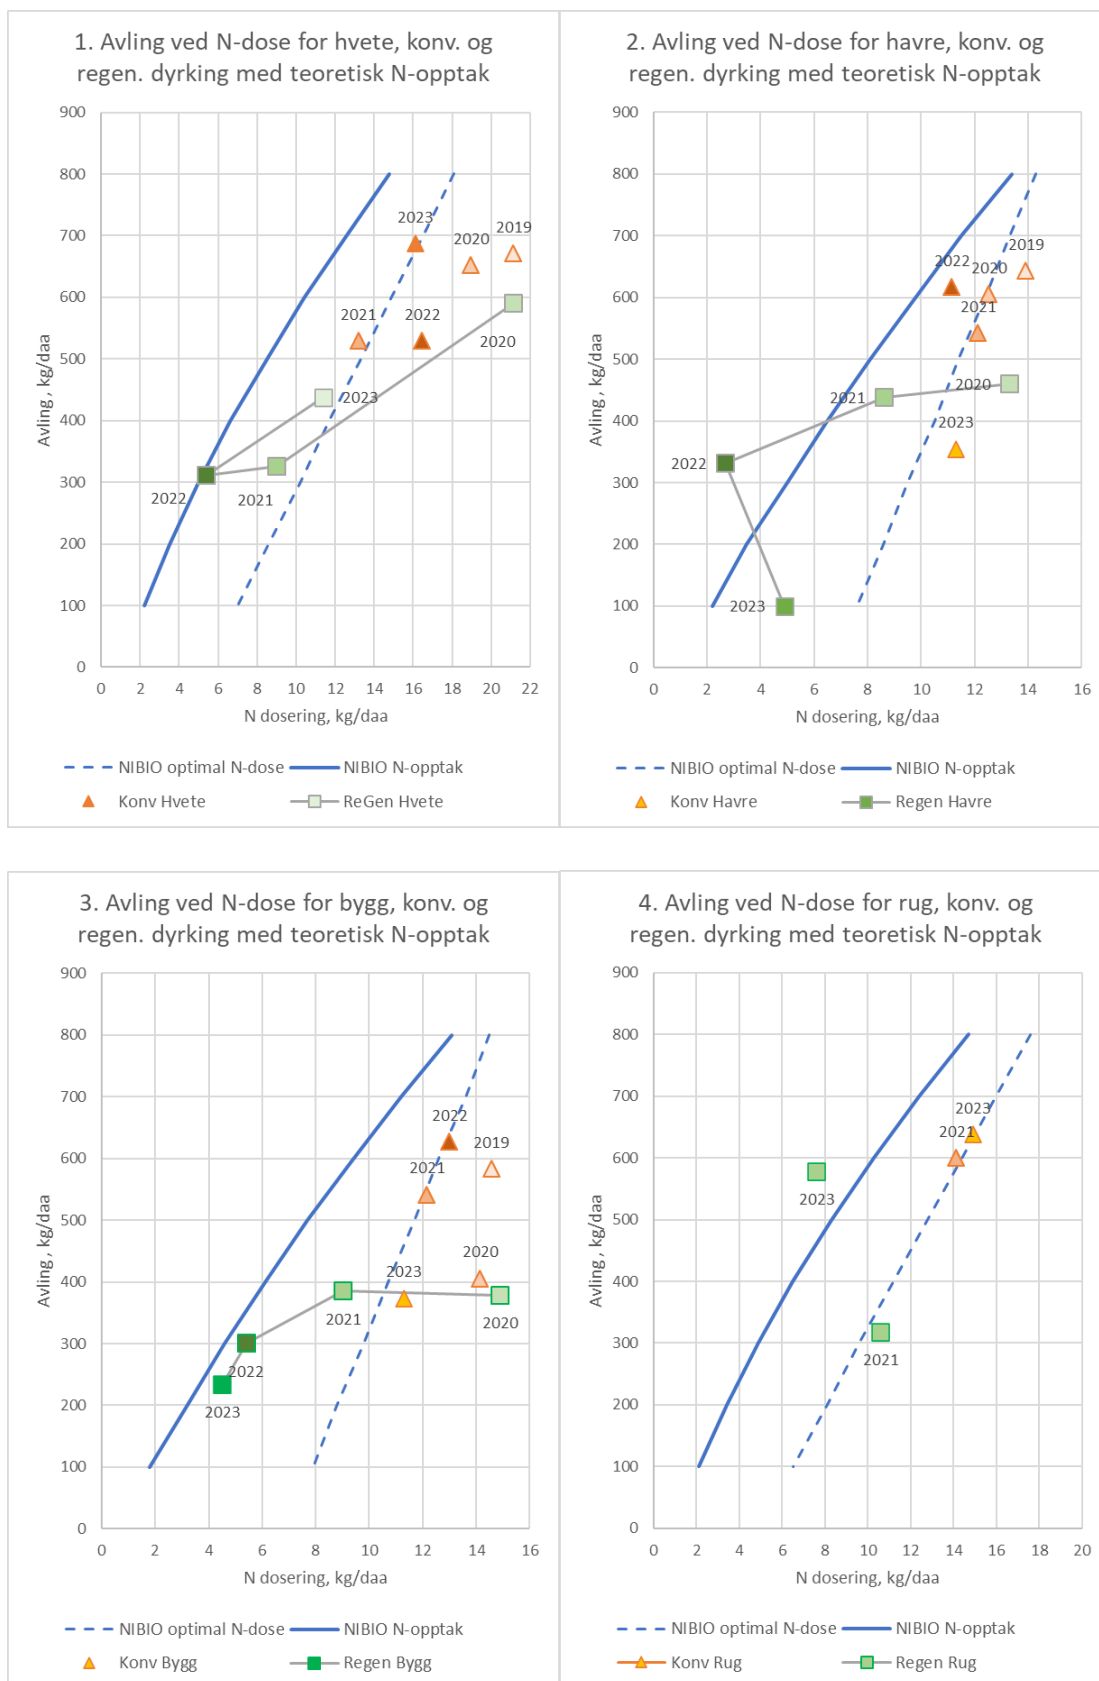 1. Avling ved N-dose for hvete, konv. og
regen. dyrking med teoretisk N-opptak
900
800
700
600
500
400
300
200
100
0
Avling , kg/daa
2023
2020
2019
2021
2022
2020
2023
2022
2021
0 2 4 6 8 10 12 14 16 18 20 22
N dosering, kg/daa
NIBIO optimal N-dose NIBIO N-opptak
Konv Hvete ReGen Hvete
2. Avling ved N-dose for havre, konv. og
regen. dyrking med teoretisk N-opptak
900
800
700
600
500
400
300
200
100
0
Avling , kg/daa
2022
2020
2019
2021
2020
2021
2023
2022
2023
0 2 4 6 8 10 12 14 16
N dosering, kg/daa
NIBIO optimal N-dose NIBIO N-opptak
Konv Havre Regen Havre
3. Avling ved N-dose for bygg, konv. og
regen. dyrking med teoretisk N-opptak
900
800
700
600
500
400
300
200
100
0
Avling , kg/daa
2022
2019
2021
2020
2023
2021
2020
2022
2023
0 2 4 6 8 10 12 14 16
N dosering, kg/daa
NIBIO optimal N-dose NIBIO N-opptak
Konv Bygg Regen Bygg
4. Avling ved N-dose for rug, konv. og
regen. dyrking med teoretisk N-opptak
900
800
700
600
500
400
300
200
100
0
Avling , kg/daa
2023
2021
2023
2021
0 2 4 6 8 10 12 14 16 18 20
N dosering, kg/daa
NIBIO optimal N-dose NIBIO N-opptak
Konv Rug Regen Rug